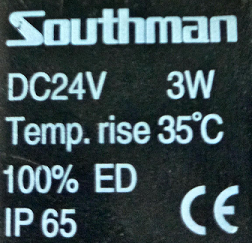 Southman
DC24V 3W
Temp. rise 35°C
100% ED
IP 65 CE